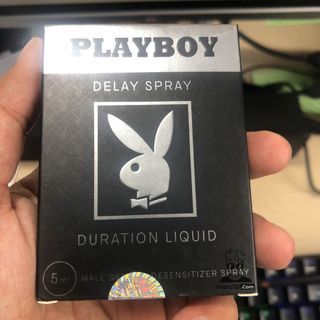 PLAYBOY
DELAY SPRAY
DURATION LIQUID
5ml
MALE DESENSITIZER SPRAY